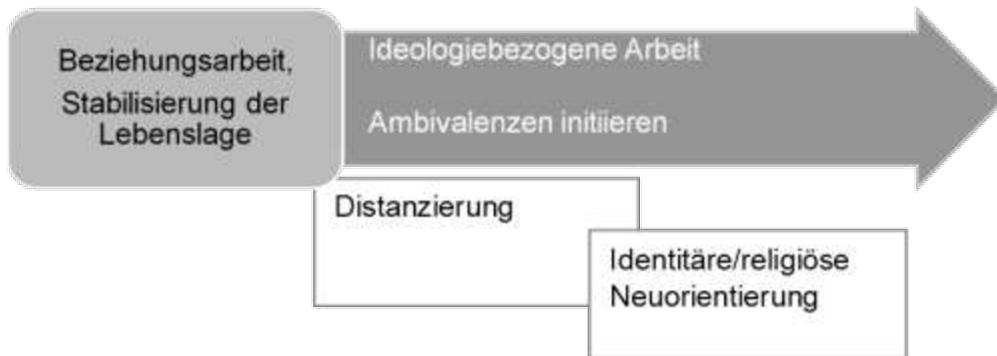 Beziehungsarbeit,
Stabilisierung der
Lebenslage
Ideologiebezogene Arbeit
Ambivalenzen initiieren
Distanzierung
Identitäre/religiöse
Neuorientierung